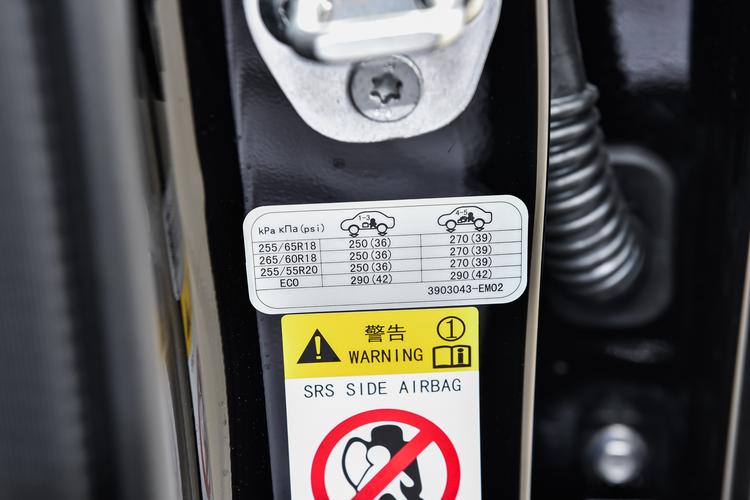 kPa кПа(psi) 1-3 4-5
255/65R18 250(36) 270(39)
265/60R18 250(36) 270(39)
255/55R20 250(36) 270(39)
ECO 290(42) 290(42)
3903043-EM02
警告 ①
WARNING i
SRS SIDE AIRBAG